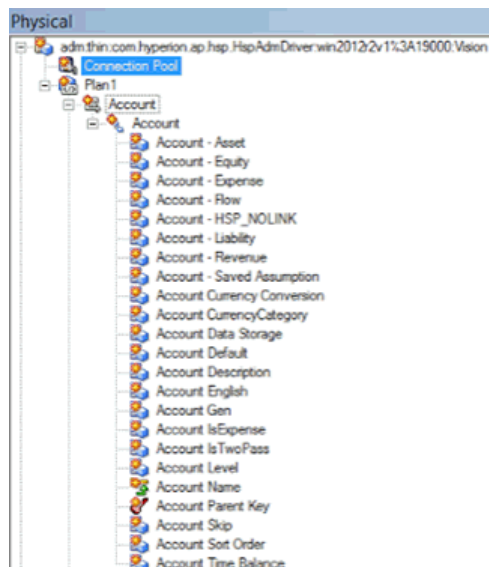 Physical
adm:thin:com.hyperion.ap.hsp.HspAdmDriver:win2012r2v1%3A19000:Vision
Connection Pool
Plan1
Account
Account
Account - Asset
Account - Equity
Account - Expense
Account - Flow
Account - HSP_NOLINK
Account - Liability
Account - Revenue
Account - Saved Assumption
Account Currency Conversion
Account CurrencyCategory
Account Data Storage
Account Default
Account Description
Account English
Account Gen
Account IsExpense
Account IsTwoPass
Account Level
Account Name
Account Parent Key
Account Skip
Account Sort Order
Account Time Balance